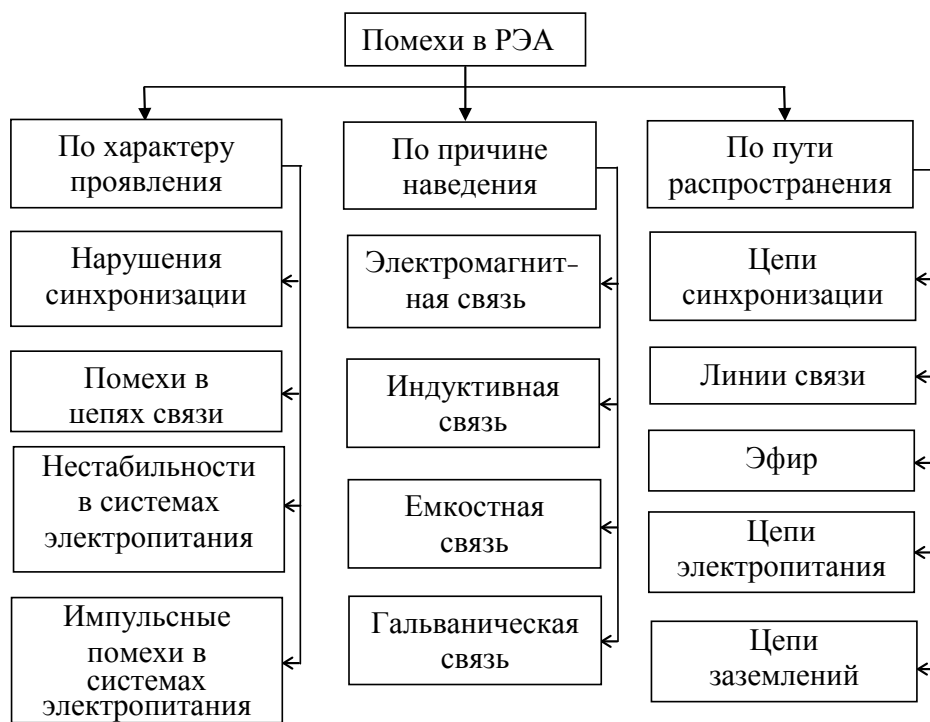 Помехи в РЭА
По характеру
проявления
Нарушения
синхронизации
Помехи в
цепях связи
Нестабильности
в системах
электропитания
Импульсные
помехи в
системах
электропитания
По причине
наведения
Электромагнит-
ная связь
Индуктивная
связь
Емкостная
связь
Гальваническая
связь
По пути
распространения
Цепи
синхронизации
Линии связи
Эфир
Цепи
электропитания
Цепи
заземлений